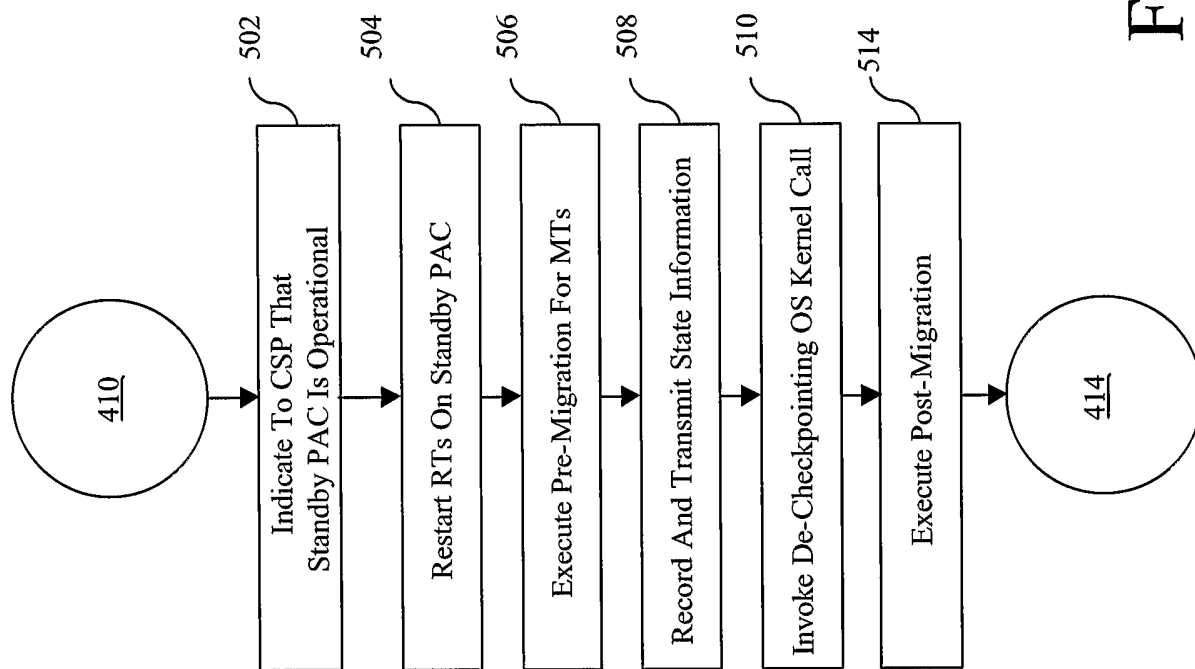 410
502
Indicate To CSP That
Standby PAC Is Operational
504
Restart RTs On Standby PAC
506
Execute Pre-Migration For MTs
508
Record And Transmit State Information
510
Invoke De-Checkpointing OS Kernel Call
514
Execute Post-Migration
414
F